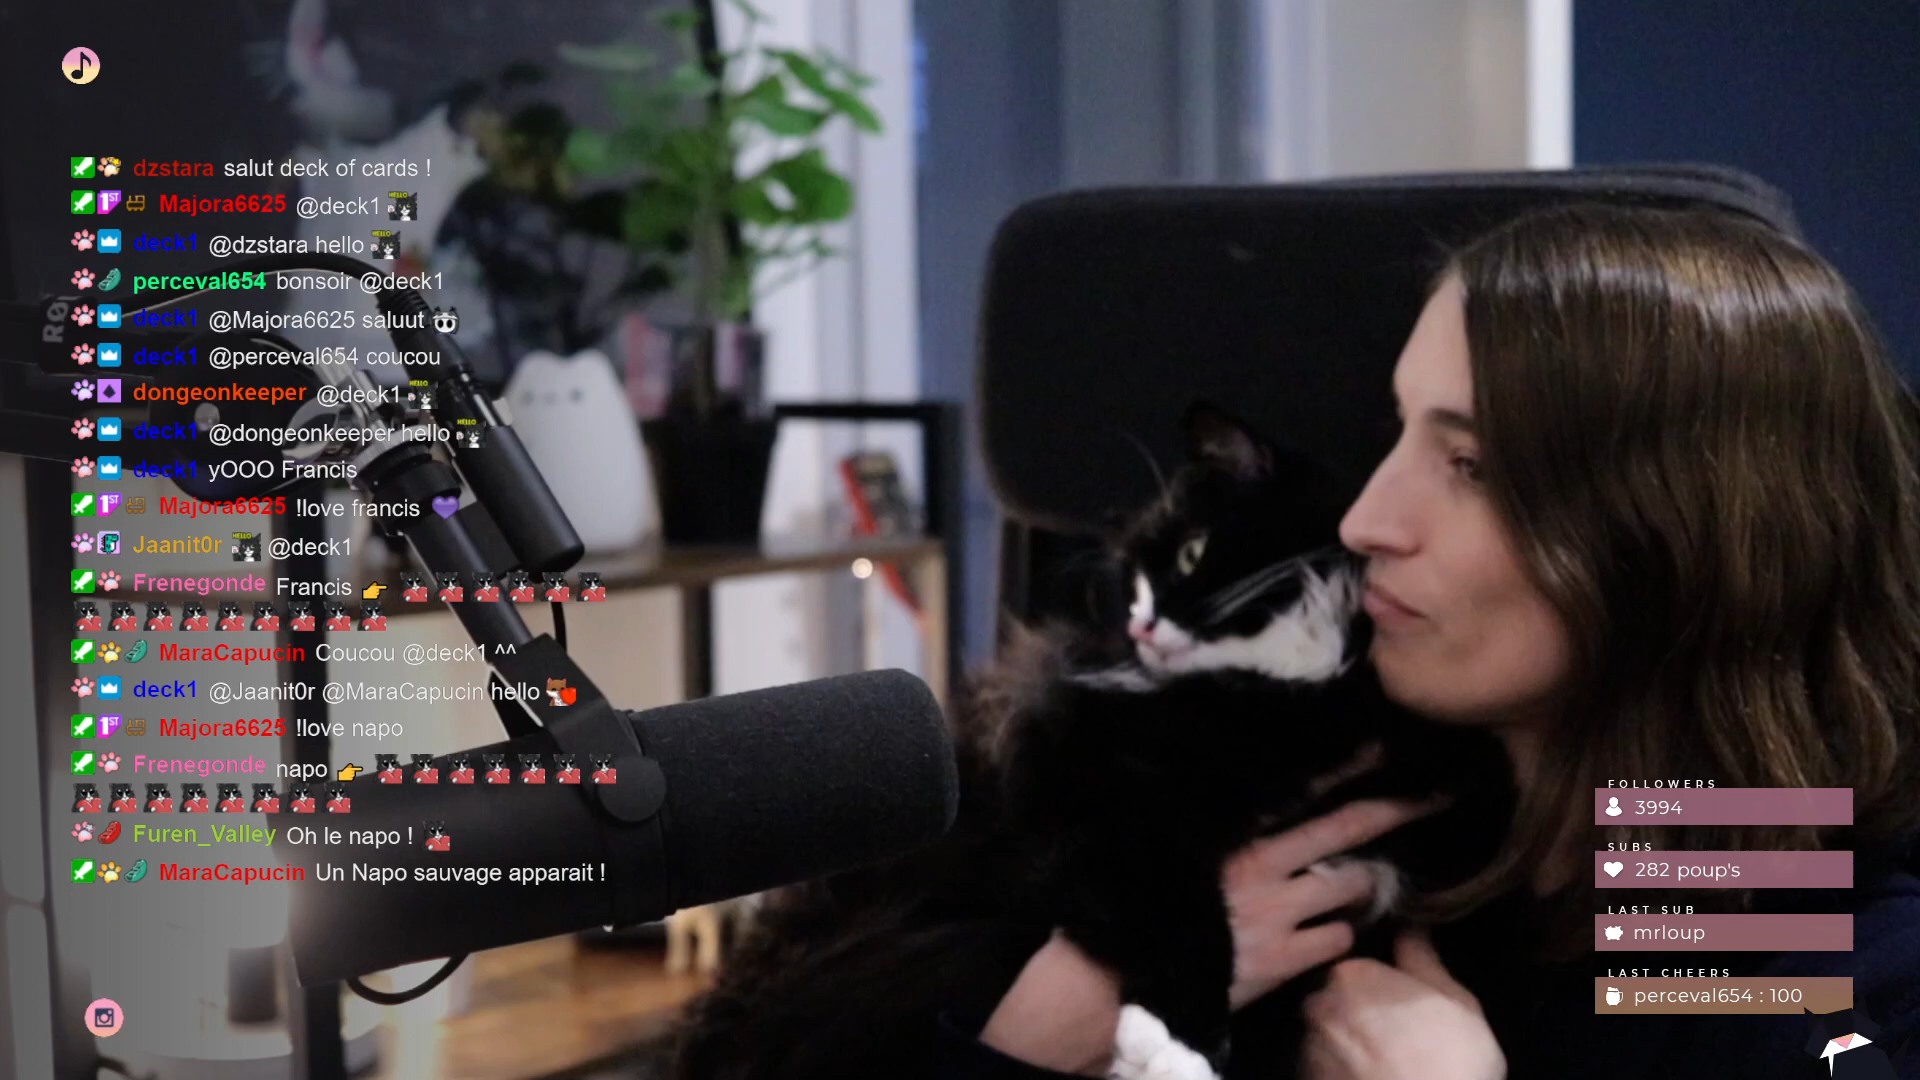 dzstara salut deck of cards !
Majora6625 @deck1
deck1 @dzstara hello
perceval654 bonsoir @deck1
deck1 @Majora6625 saluut
deck1 @perceval654 coucou
dongeonkeeper @deck1
deck1 @dongeonkeeper hello
deck1 yOOO Francis
Majora6625 !love francis 💜
Jaanit0r @deck1
Frenegonde Francis 👉
MaraCapucin Coucou @deck1 ^^
deck1 @Jaanit0r @MaraCapucin hello
Majora6625 !love napo
Frenegonde napo 👉
Furen_Valley Oh le napo !
MaraCapucin Un Napo sauvage apparait !
FOLLOWERS
3994
SUBS
282 poup's
LAST SUB
mrloup
LAST CHEERS
perceval654 : 100